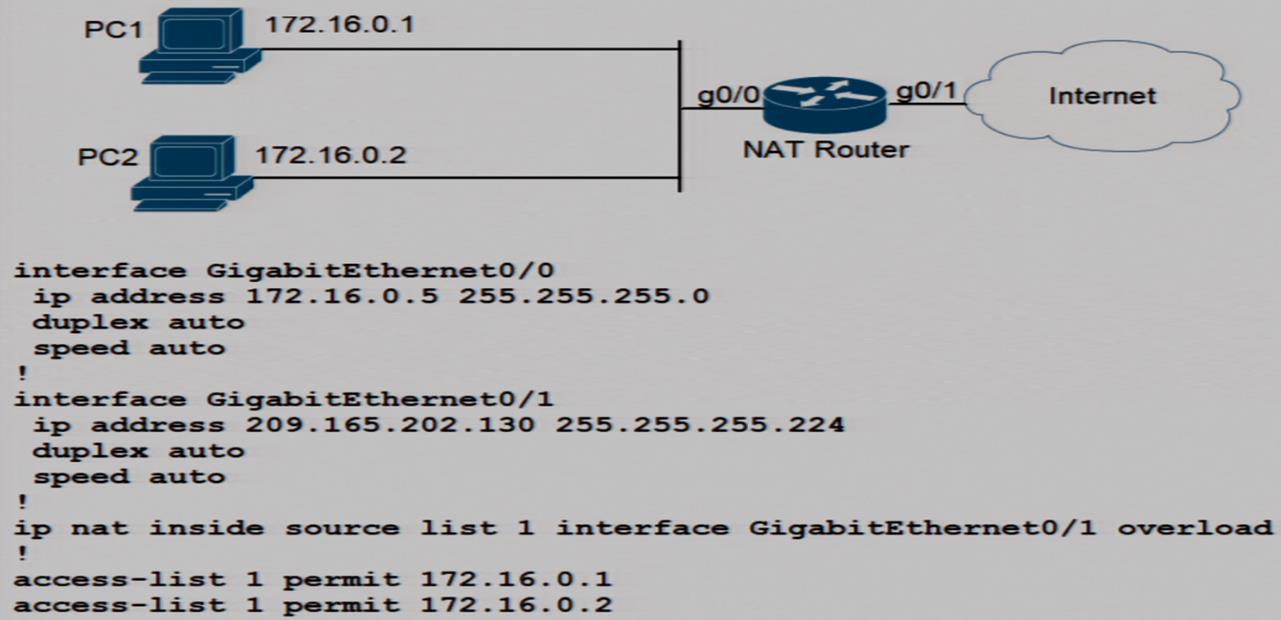 PC1 172.16.0.1
g0/0 g0/1 Internet
PC2 172.16.0.2 NAT Router
interface GigabitEthernet0/0
 ip address 172.16.0.5 255.255.255.0
 duplex auto
 speed auto
!
interface GigabitEthernet0/1
 ip address 209.165.202.130 255.255.255.224
 duplex auto
 speed auto
!
ip nat inside source list 1 interface GigabitEthernet0/1 overload
!
access-list 1 permit 172.16.0.1
access-list 1 permit 172.16.0.2